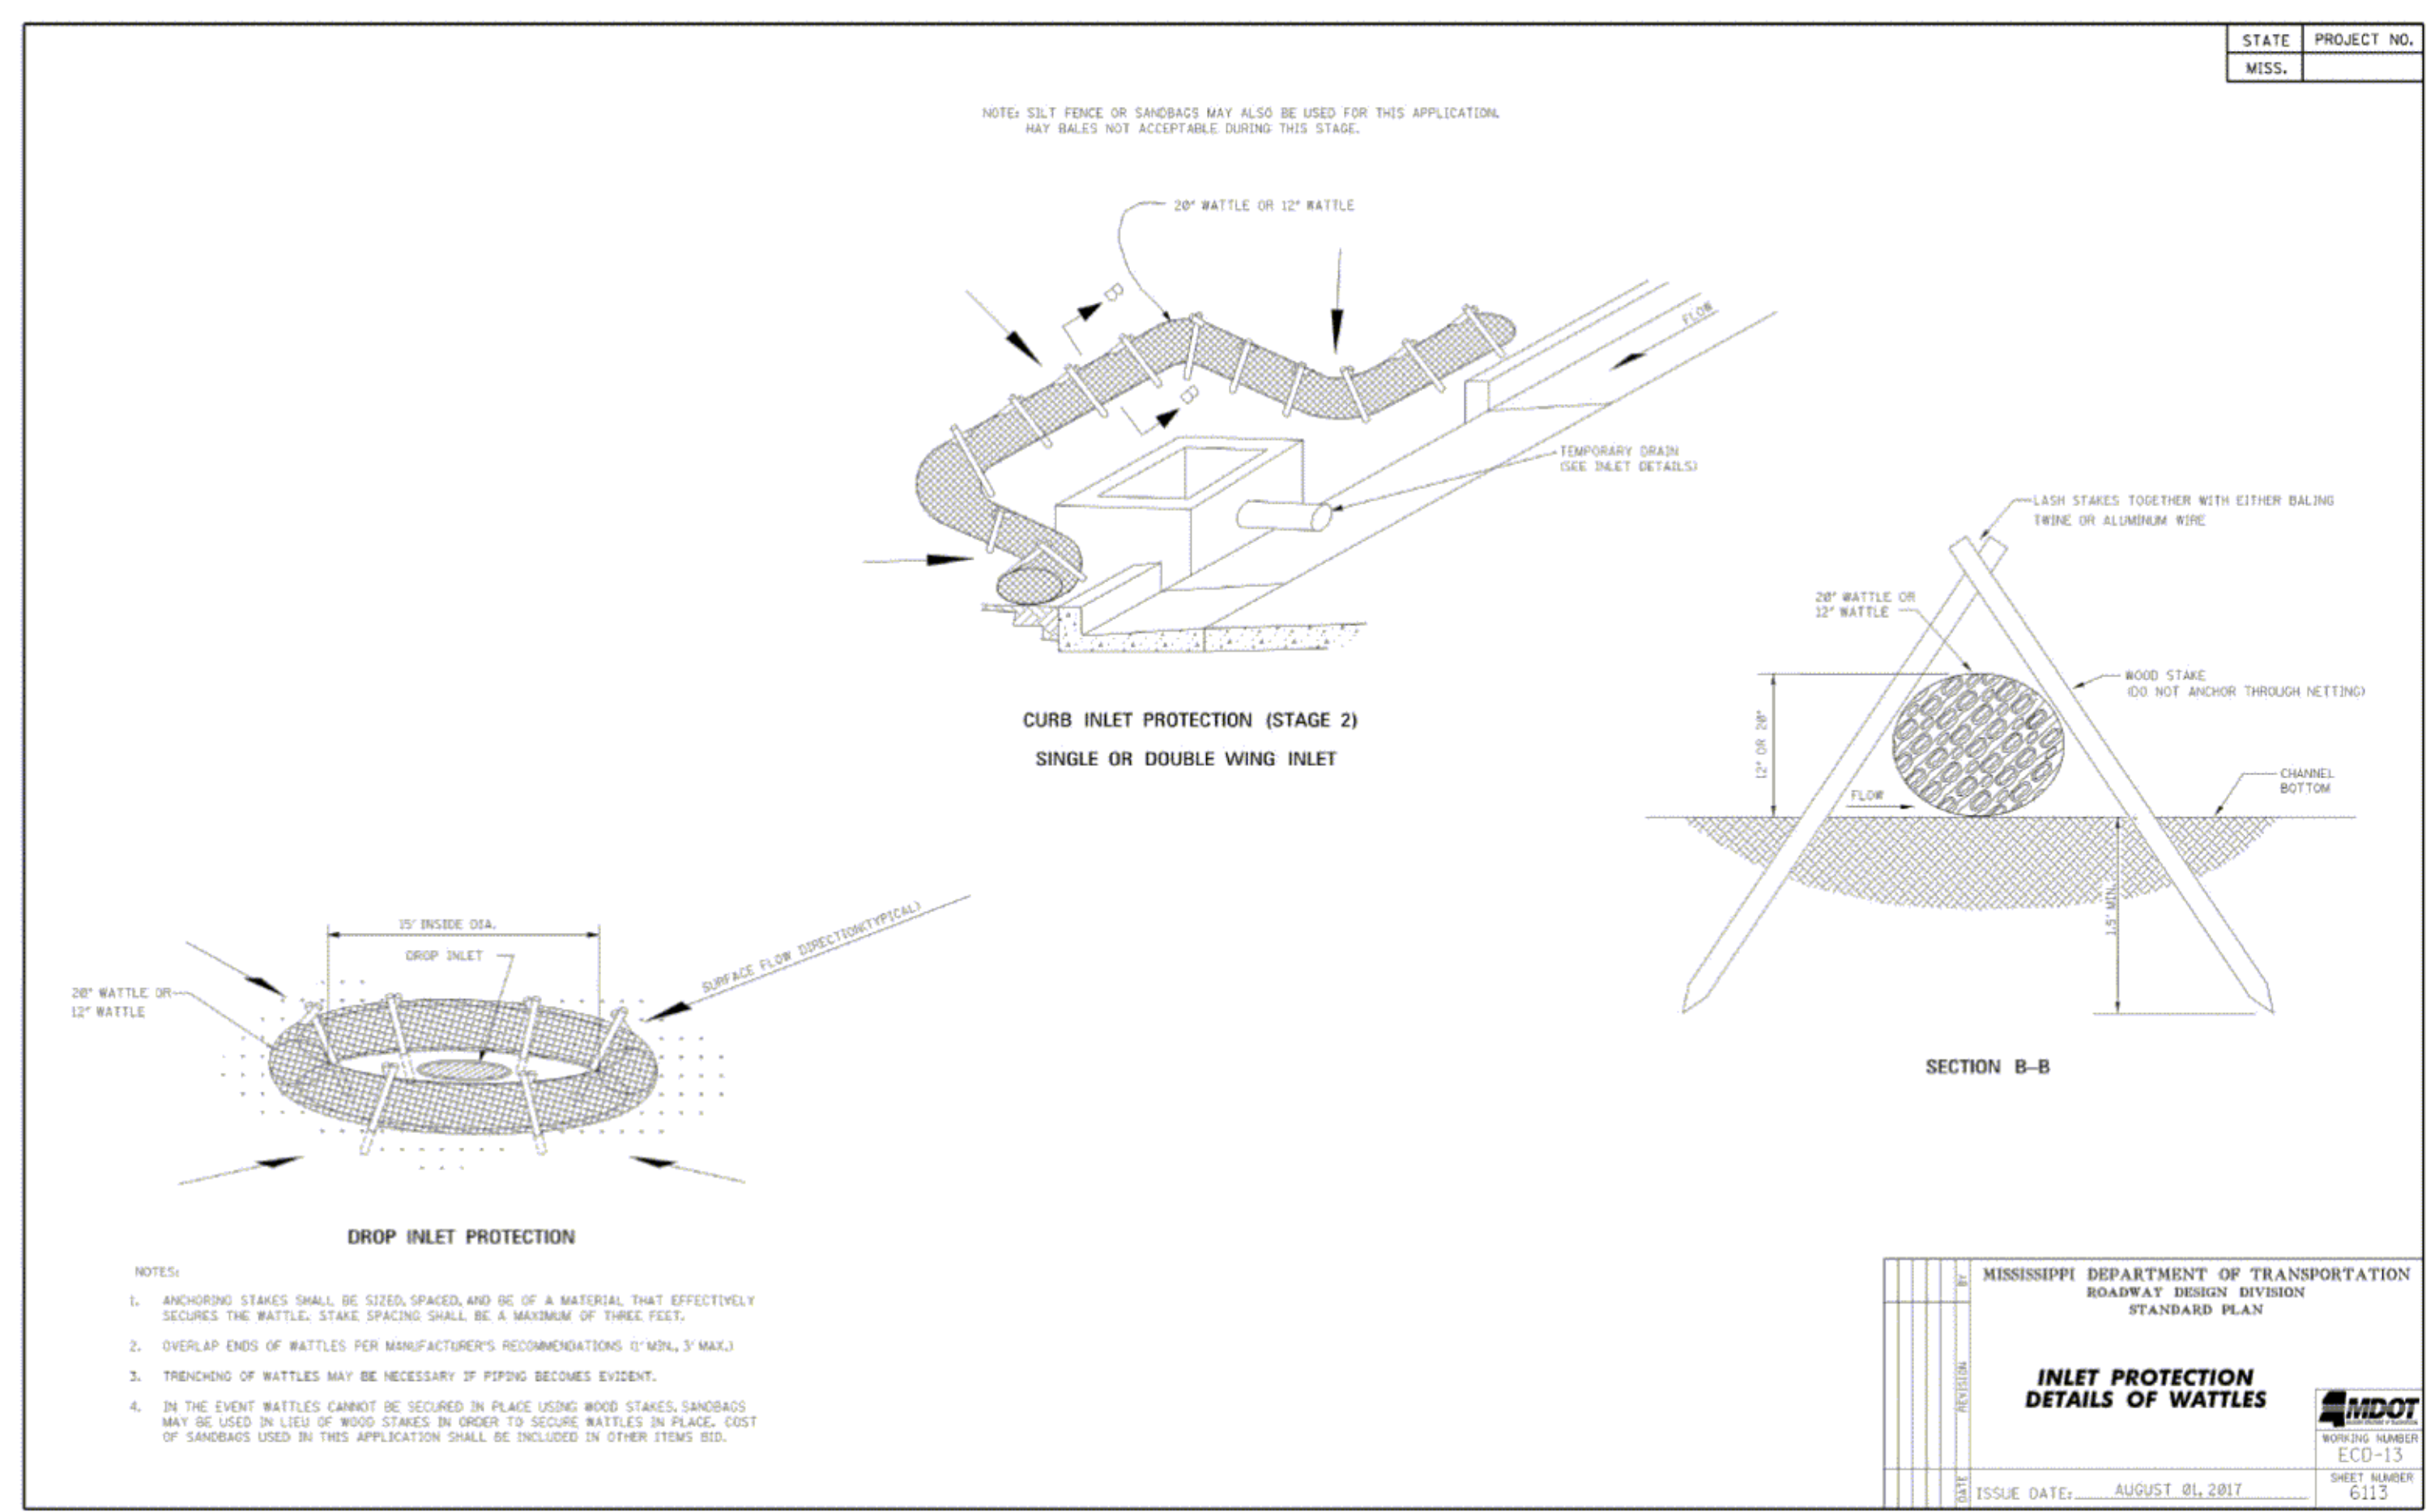 STATE PROJECT NO.
MISS.
NOTE: SILT FENCE OR SANDBAGS MAY ALSO BE USED FOR THIS APPLICATION.
HAY BALES NOT ACCEPTABLE DURING THIS STAGE.
20" WATTLE OR 12" WATTLE
B
B
FLOW
TEMPORARY DRAIN
(SEE INLET DETAILS)
CURB INLET PROTECTION (STAGE 2)
SINGLE OR DOUBLE WING INLET
LASH STAKES TOGETHER WITH EITHER BALING
TWINE OR ALUMINUM WIRE
20" WATTLE OR
12" WATTLE
WOOD STAKE
(DO NOT ANCHOR THROUGH NETTING)
12" OR 20"
CHANNEL
BOTTOM
FLOW
1.5' MIN.
SECTION B-B
15' INSIDE DIA.
DROP INLET
SURFACE FLOW DIRECTION(TYPICAL)
20" WATTLE OR
12" WATTLE
DROP INLET PROTECTION
NOTES:
1. ANCHORING STAKES SHALL BE SIZED, SPACED, AND BE OF A MATERIAL THAT EFFECTIVELY
SECURES THE WATTLE. STAKE SPACING SHALL BE A MAXIMUM OF THREE FEET.
2. OVERLAP ENDS OF WATTLES PER MANUFACTURER'S RECOMMENDATIONS (1' MIN., 3' MAX.)
3. TRENCHING OF WATTLES MAY BE NECESSARY IF PIPING BECOMES EVIDENT.
4. IN THE EVENT WATTLES CANNOT BE SECURED IN PLACE USING WOOD STAKES, SANDBAGS
MAY BE USED IN LIEU OF WOOD STAKES IN ORDER TO SECURE WATTLES IN PLACE. COST
OF SANDBAGS USED IN THIS APPLICATION SHALL BE INCLUDED IN OTHER ITEMS BID.
BY
REVISION
DATE
MISSISSIPPI DEPARTMENT OF TRANSPORTATION
ROADWAY DESIGN DIVISION
STANDARD PLAN
INLET PROTECTION
DETAILS OF WATTLES
MDOT
WORKING NUMBER
ECD-13
SHEET NUMBER
6113
ISSUE DATE: AUGUST 01, 2017